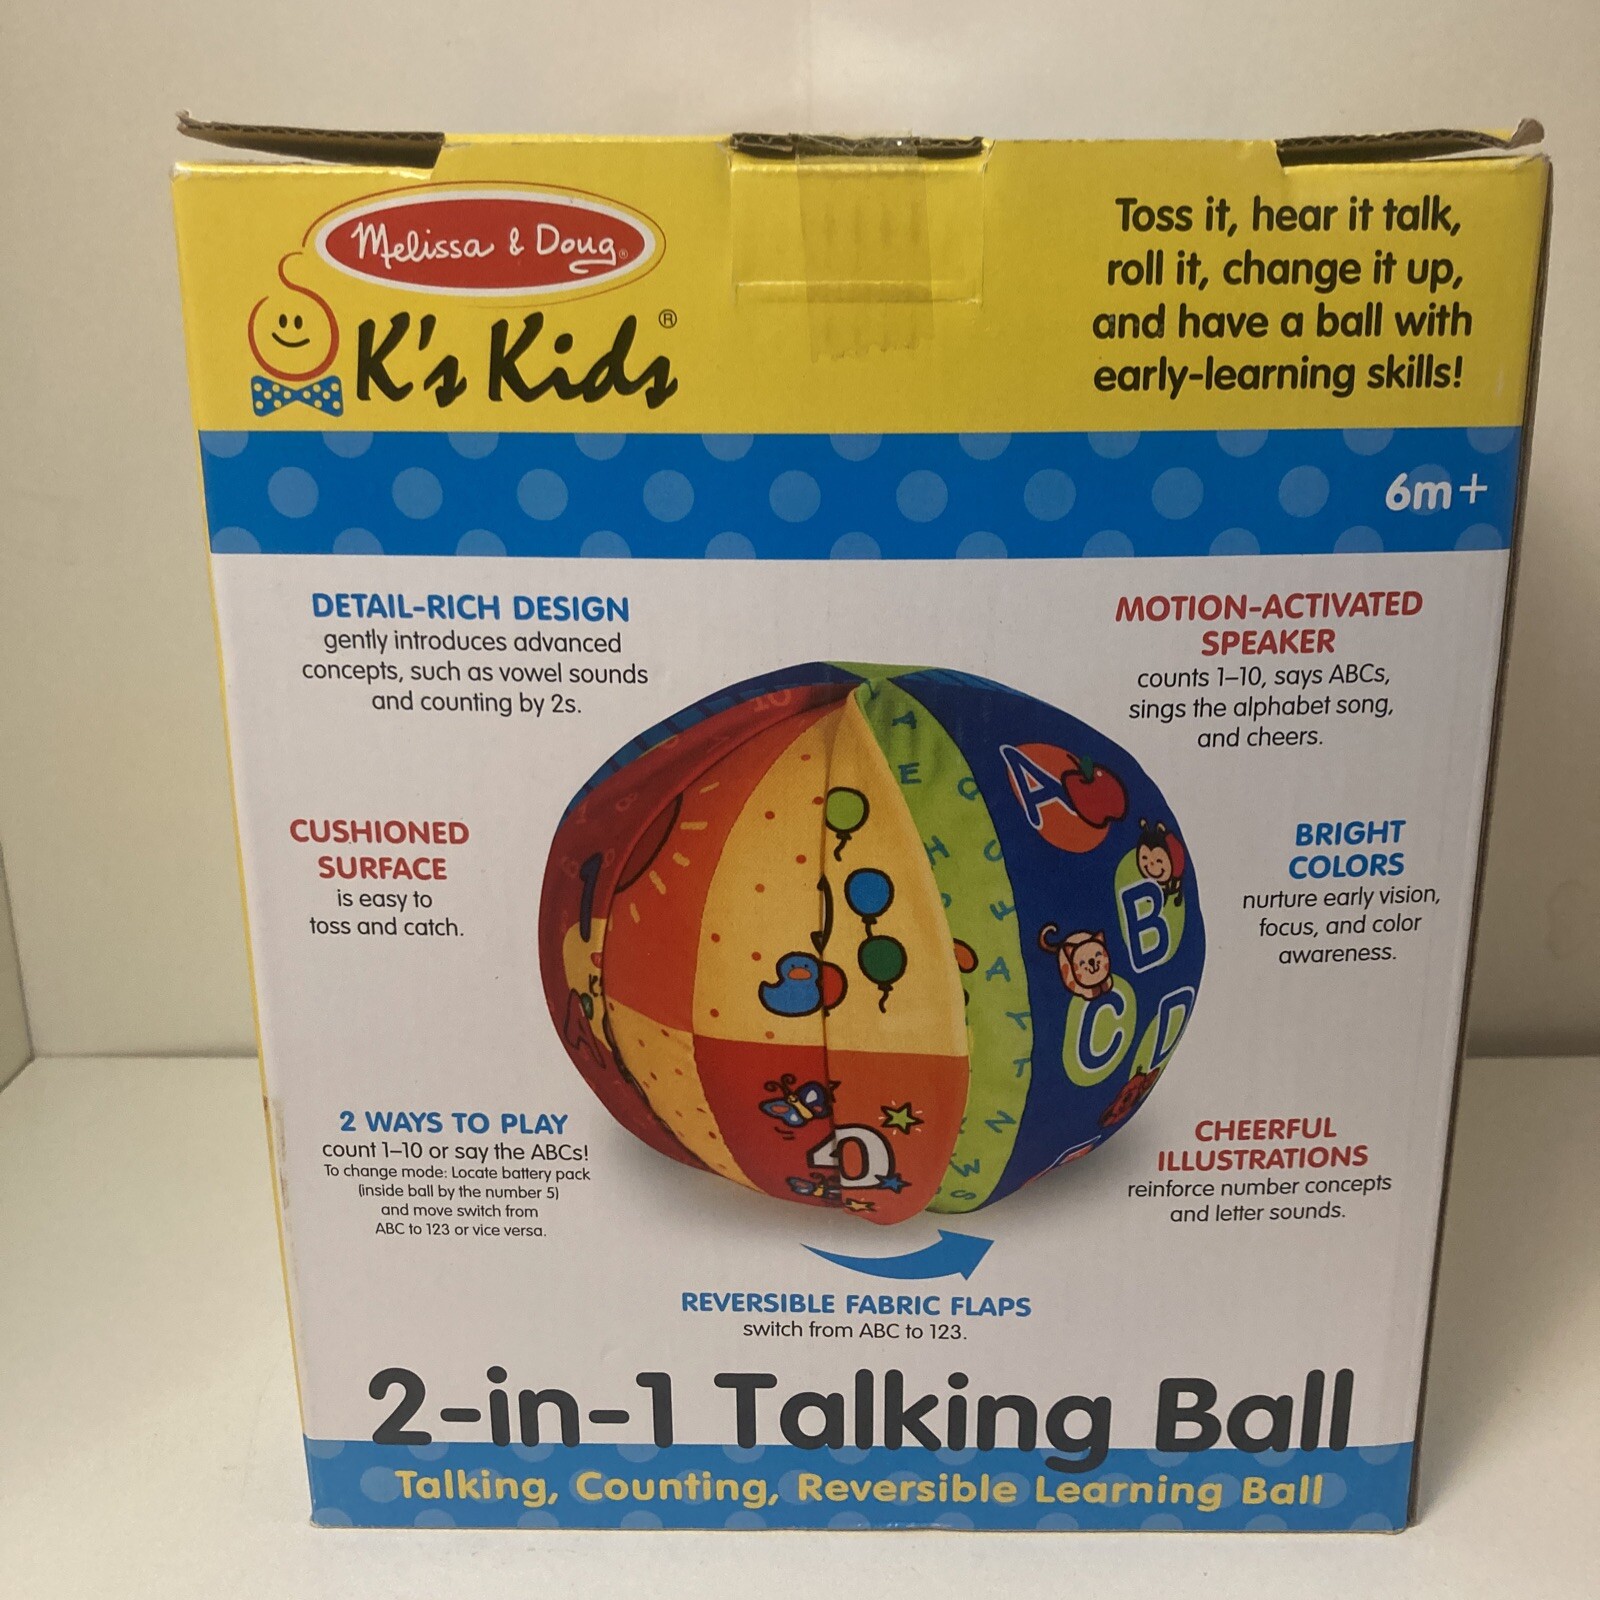 Melissa & Doug®
K's Kids®
Toss it, hear it talk,
roll it, change it up,
and have a ball with
early-learning skills!
6m+
DETAIL-RICH DESIGN
gently introduces advanced
concepts, such as vowel sounds
and counting by 2s.
MOTION-ACTIVATED
SPEAKER
counts 1–10, says ABCs,
sings the alphabet song,
and cheers.
CUSHIONED
SURFACE
is easy to
toss and catch.
BRIGHT
COLORS
nurture early vision,
focus, and color
awareness.
10
1
A
B
C
D
A
E
H
A
Y
T
N
W
S
2 WAYS TO PLAY
count 1–10 or say the ABCs!
To change mode: Locate battery pack
(inside ball by the number 5)
and move switch from
ABC to 123 or vice versa.
CHEERFUL
ILLUSTRATIONS
reinforce number concepts
and letter sounds.
REVERSIBLE FABRIC FLAPS
switch from ABC to 123.
2-in-1 Talking Ball
Talking, Counting, Reversible Learning Ball